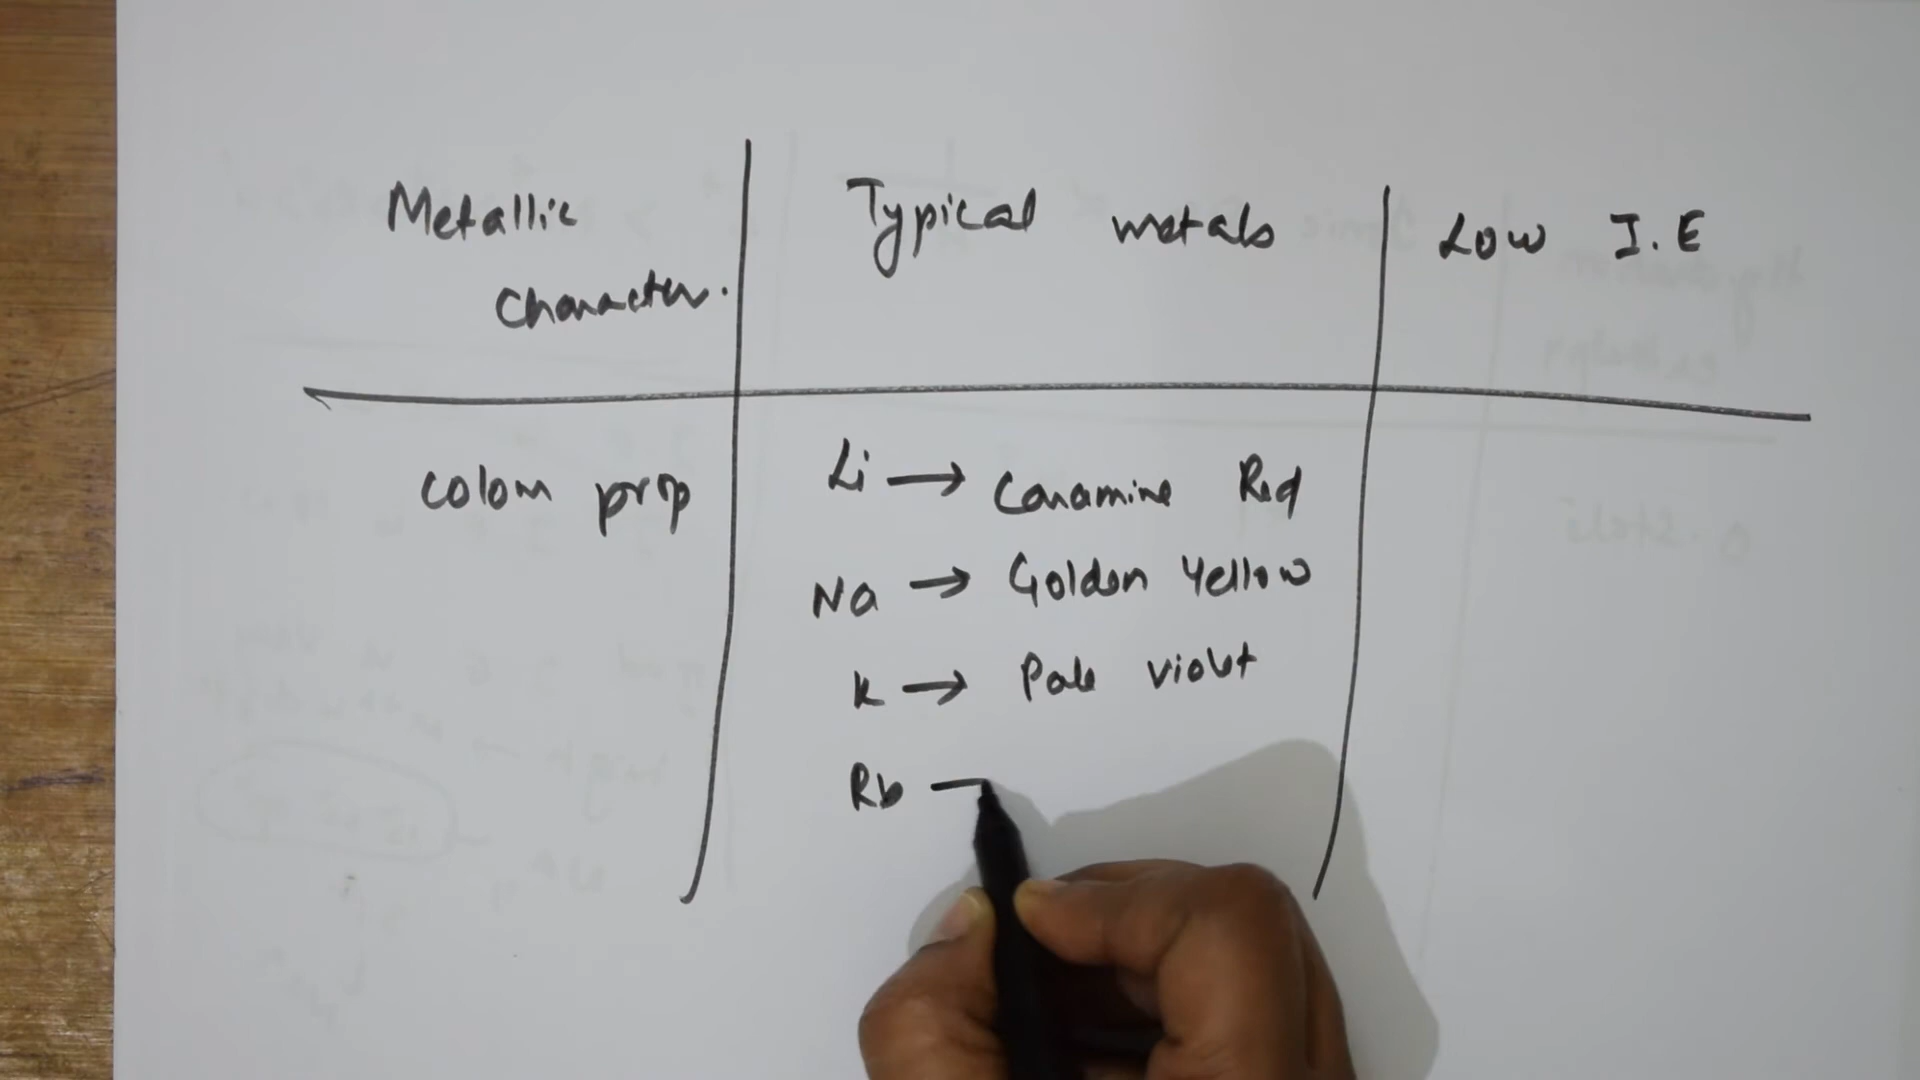 Metallic
Character.
Typical metals
Low I.E
Colour prop
Li → Caramine Red
Na → Golden Yellow
K → Pale violet
Rb —